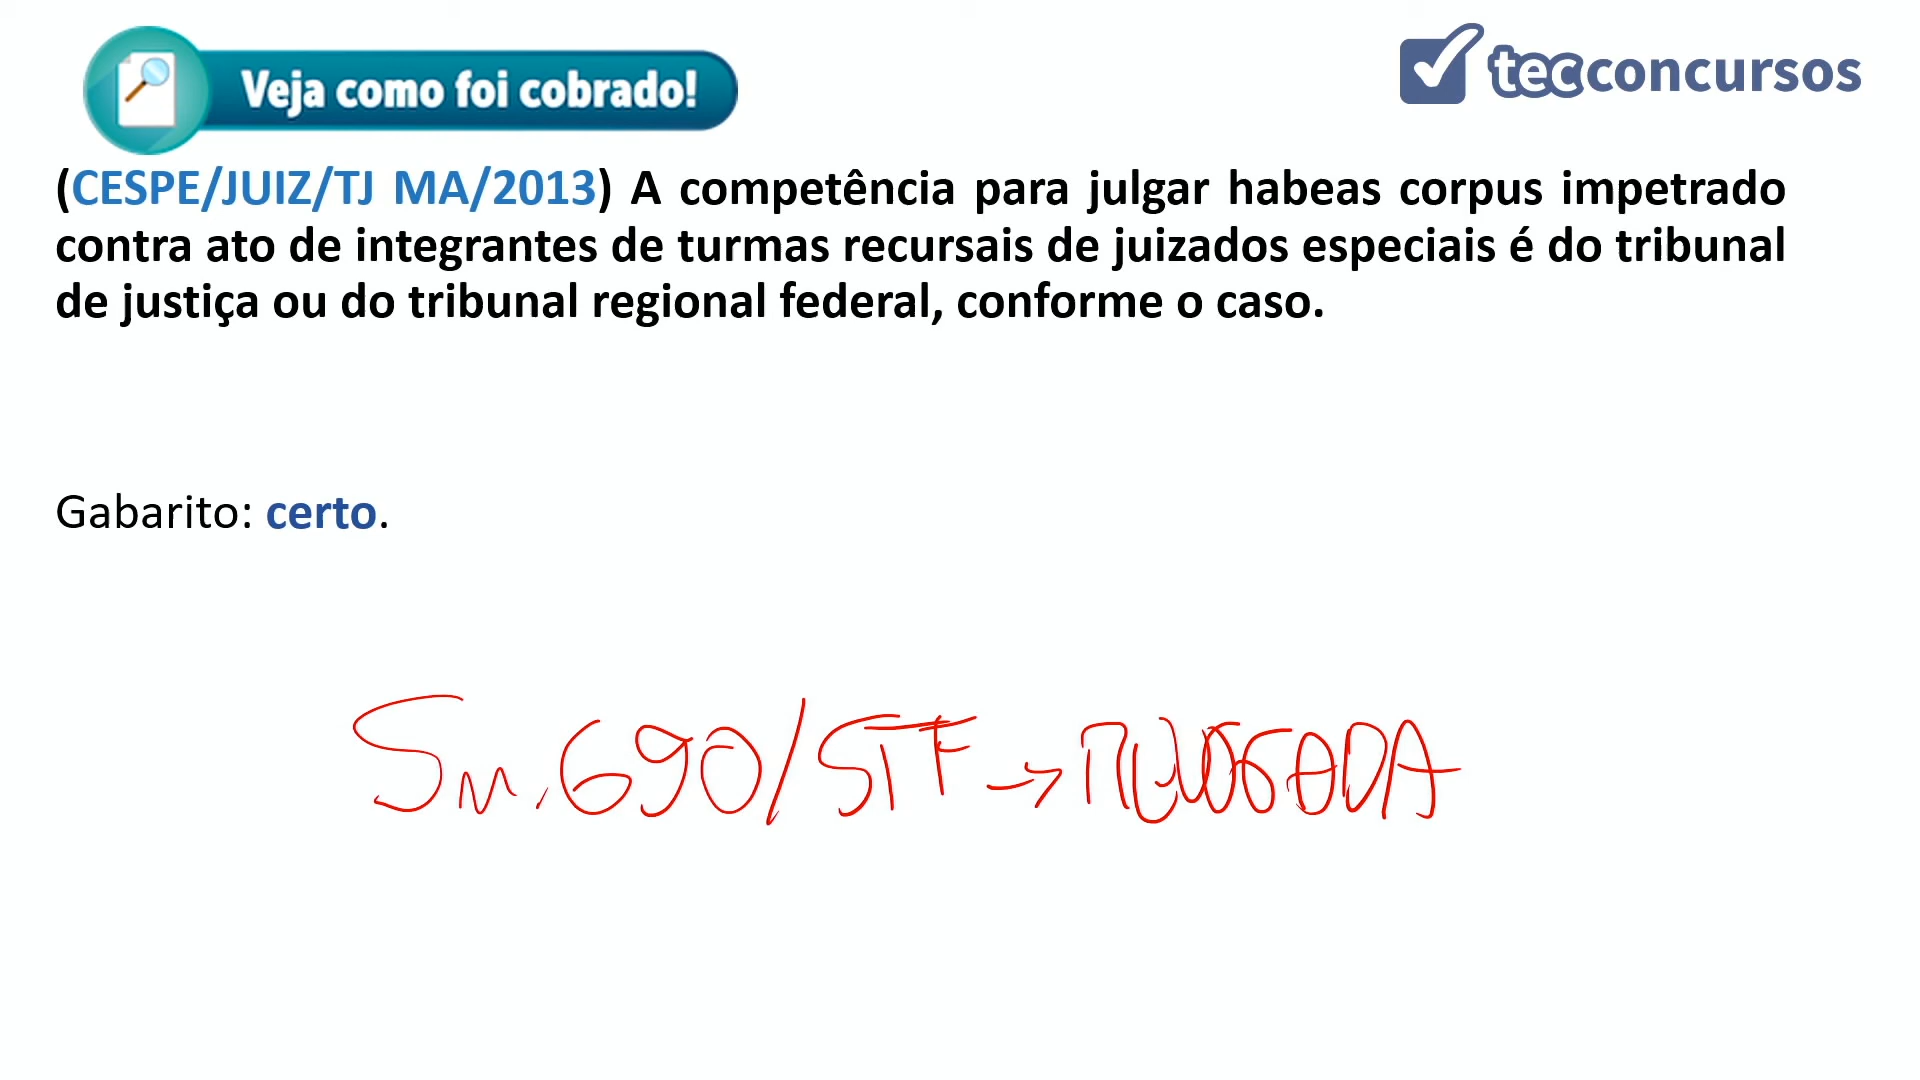 Veja como foi cobrado!
tecconcursos
(CESPE/JUIZ/TJ MA/2013) A competência para julgar habeas corpus impetrado
contra ato de integrantes de turmas recursais de juizados especiais é do tribunal
de justiça ou do tribunal regional federal, conforme o caso.
Gabarito: certo.
Sm. 690/STF →